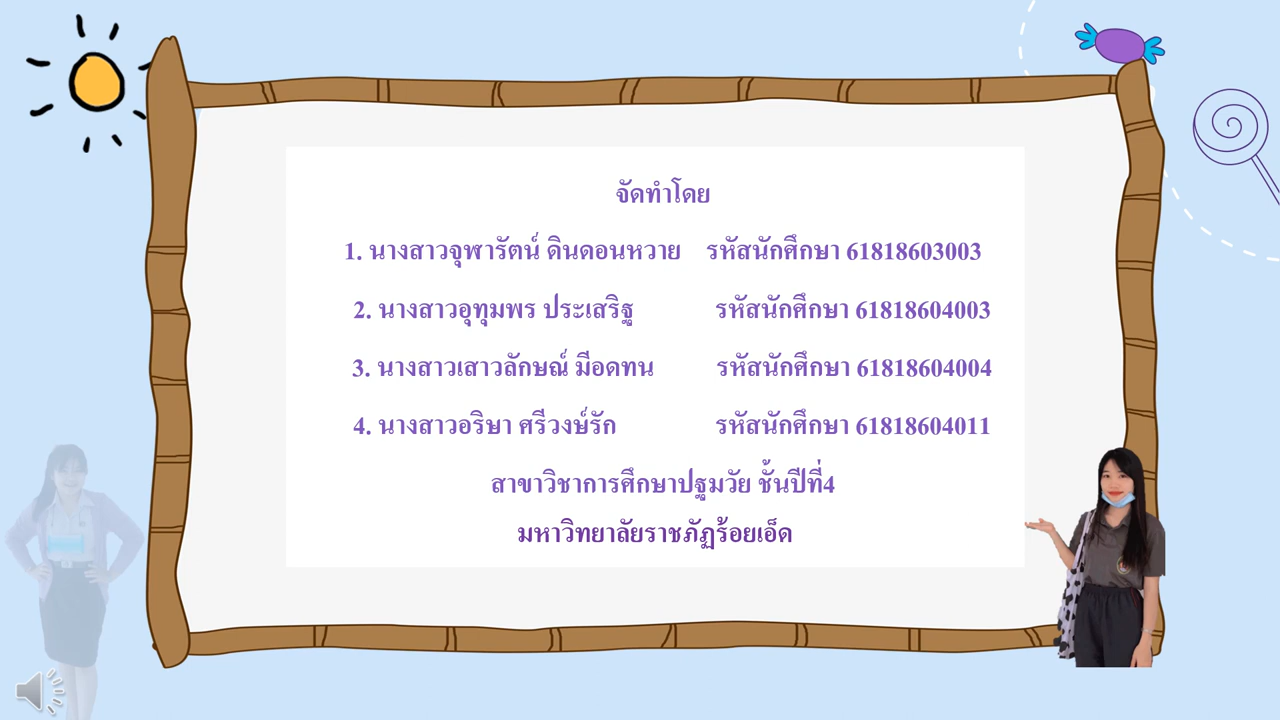 จัดทำโดย
1. นางสาวจุฬารัตน์ ดินดอนหวาย รหัสนักศึกษา 61818603003
2. นางสาวอุทุมพร ประเสริฐ รหัสนักศึกษา 61818604003
3. นางสาวเสาวลักษณ์ มีอดทน รหัสนักศึกษา 61818604004
4. นางสาวอริษา ศรีวงษ์รัก รหัสนักศึกษา 61818604011
สาขาวิชาการศึกษาปฐมวัย ชั้นปีที่4
มหาวิทยาลัยราชภัฏร้อยเอ็ด